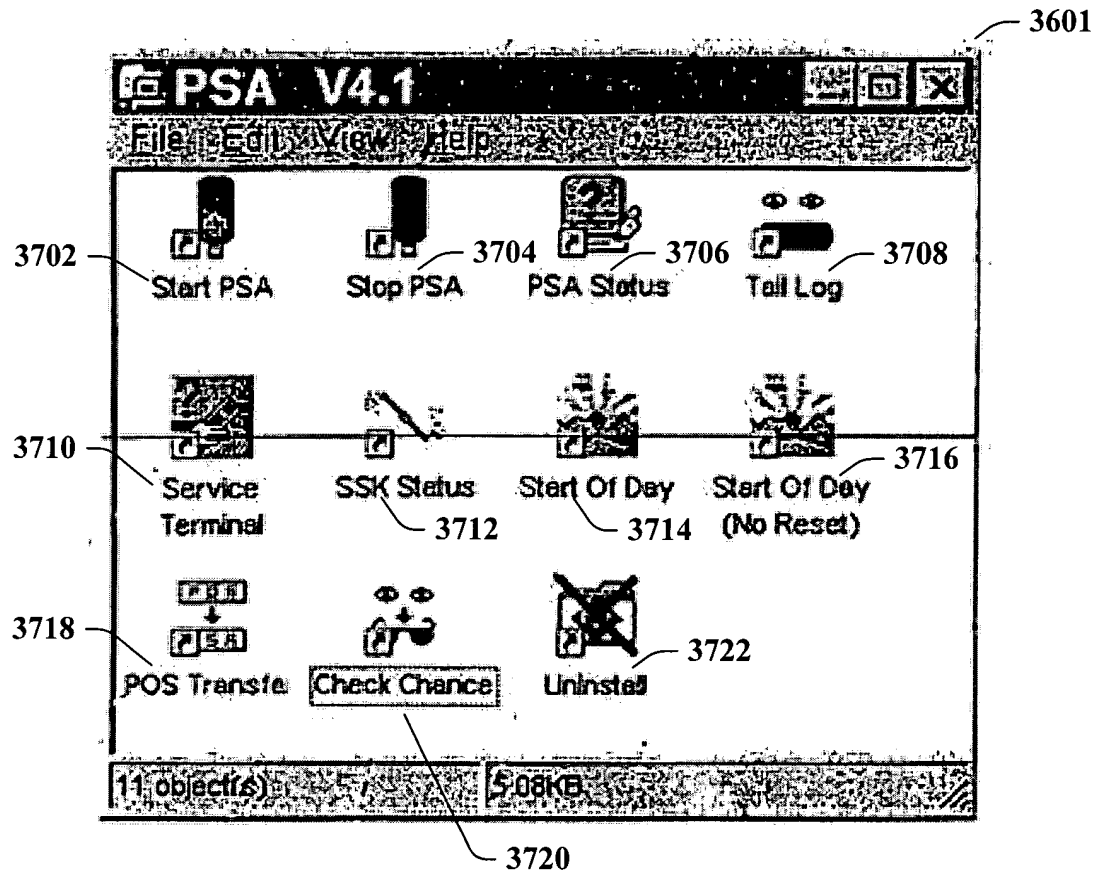 3601
PSA V4.1
File Edit View Help
3702 3704 3706 3708
Start PSA Stop PSA PSA Status Tail Log
3710 3716
Service Terminal SSK Status Start Of Day Start Of Day (No Reset)
3712 3714
POS
3718 SA 3722
POS Transfe Check Chance Uninstall
11 object(s) 5.08KB
3720